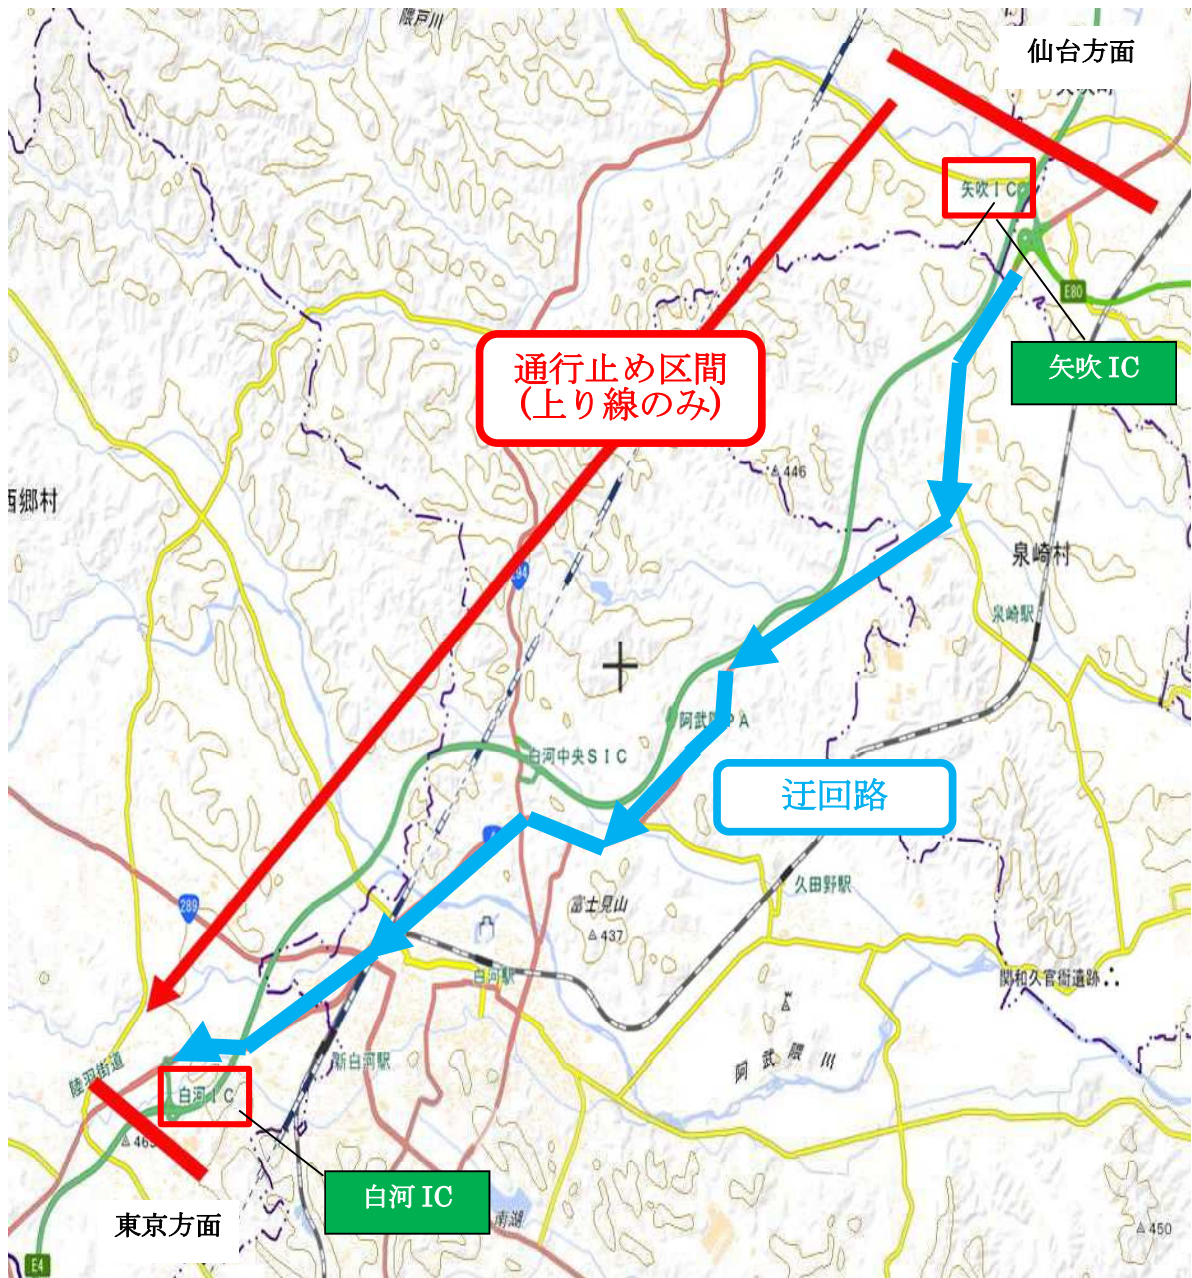 隈戸川
仙台方面
矢吹IC
E80
通行止め区間
(上り線のみ)
矢吹 IC
446
西郷村
泉崎村
294
泉崎駅
白河中央SIC
迂回路
289
久田野駅
富士見山
437
白河駅
関和久官衙遺跡
新白河駅
阿武隈川
陸羽街道
白河IC
白河 IC
南湖
東京方面
450
E4